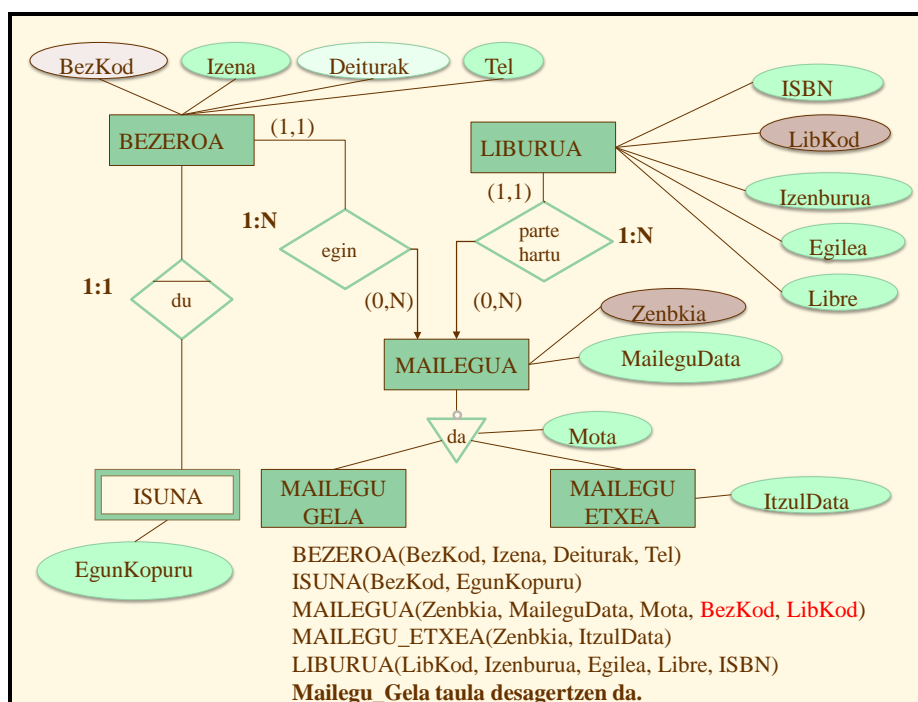 BezKod Izena Deiturak Tel
ISBN
BEZEROA (1,1) LIBURUA LibKod
(1,1)
Izenburua
1:N egin parte hartu 1:N
Egilea
1:1 du
(0,N) (0,N) Zenbkia Libre
MAILEGUA MaileguData
da Mota
ISUNA MAILEGU GELA MAILEGU ETXEA ItzulData
EgunKopuru
BEZEROA(BezKod, Izena, Deiturak, Tel)
ISUNA(BezKod, EgunKopuru)
MAILEGUA(Zenbkia, MaileguData, Mota, BezKod, LibKod)
MAILEGU_ETXEA(Zenbkia, ItzulData)
LIBURUA(LibKod, Izenburua, Egilea, Libre, ISBN)
Mailegu_Gela taula desagertzen da.